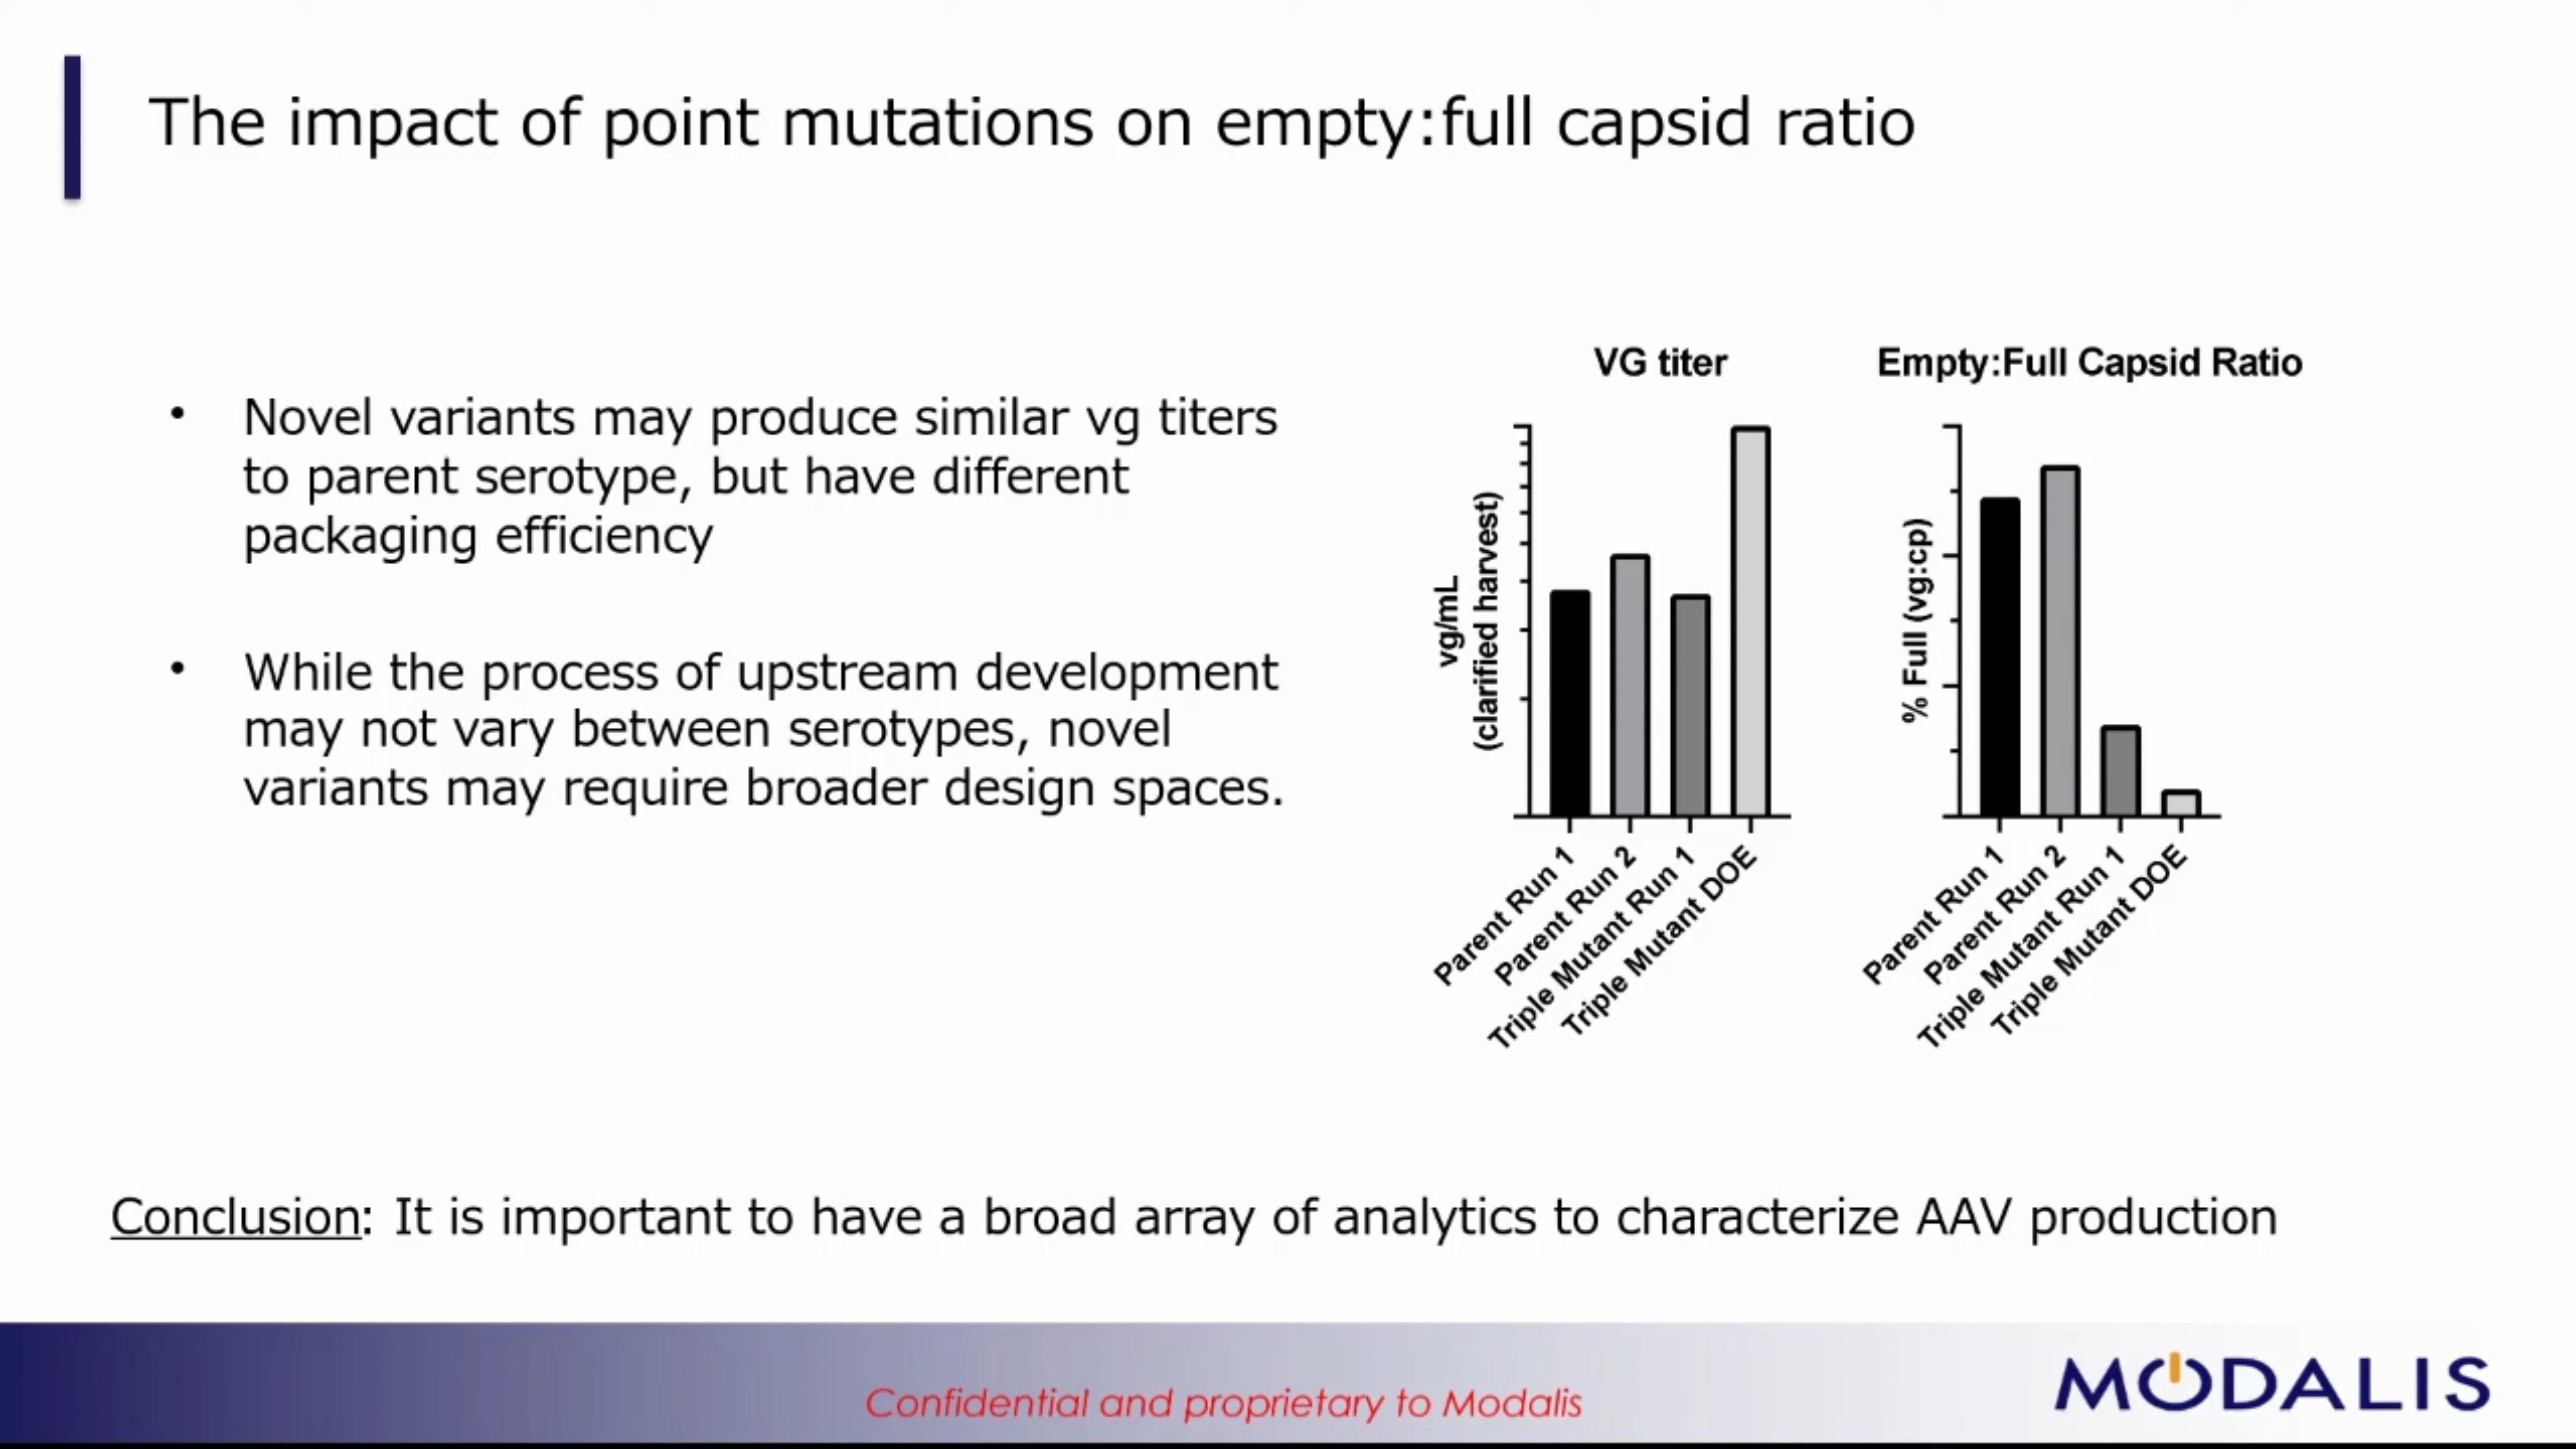 The impact of point mutations on empty:full capsid ratio
• Novel variants may produce similar vg titers
to parent serotype, but have different
packaging efficiency
• While the process of upstream development
may not vary between serotypes, novel
variants may require broader design spaces.
VG titer
vg/mL
(clarified harvest)
Parent Run 1
Parent Run 2
Triple Mutant Run 1
Triple Mutant DOE
Empty:Full Capsid Ratio
% Full (vg:cp)
Parent Run 1
Parent Run 2
Triple Mutant Run 1
Triple Mutant DOE
Conclusion: It is important to have a broad array of analytics to characterize AAV production
Confidential and proprietary to Modalis
MODALIS